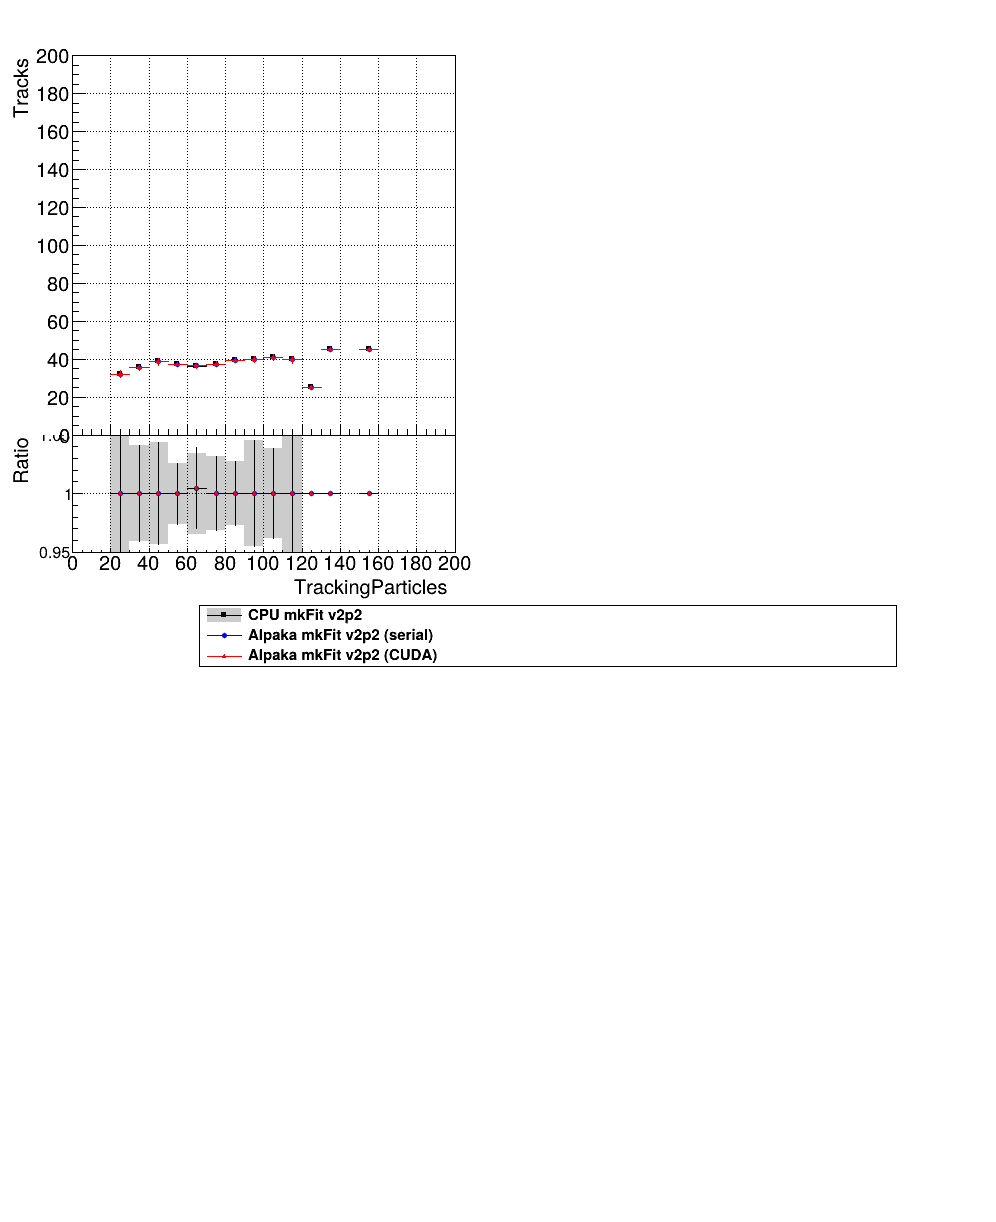 Tracks
200
180
160
140
120
100
80
60
40
20
0
Ratio
1
0.95
0 20 40 60 80 100 120 140 160 180 200
TrackingParticles
CPU mkFit v2p2
Alpaka mkFit v2p2 (serial)
Alpaka mkFit v2p2 (CUDA)